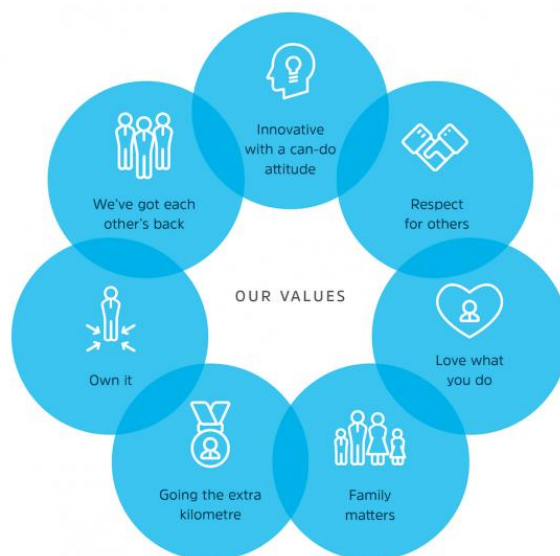 Innovative
with a can-do
attitude
Respect
for others
Love what
you do
Family
matters
Going the extra
kilometre
Own it
We've got each
other's back
OUR VALUES